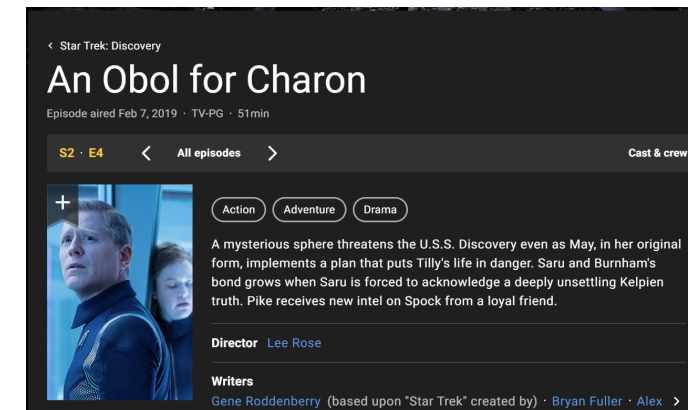 Star Trek: Discovery
An Obol for Charon
Episode aired Feb 7, 2019 · TV-PG · 51min
S2 · E4 All episodes Cast & crew
Action Adventure Drama
A mysterious sphere threatens the U.S.S. Discovery even as May, in her original
form, implements a plan that puts Tilly's life in danger. Saru and Burnham's
bond grows when Saru is forced to acknowledge a deeply unsettling Kelpien
truth. Pike receives new intel on Spock from a loyal friend.
Director Lee Rose
Writers
Gene Roddenberry (based upon "Star Trek" created by) · Bryan Fuller · Alex